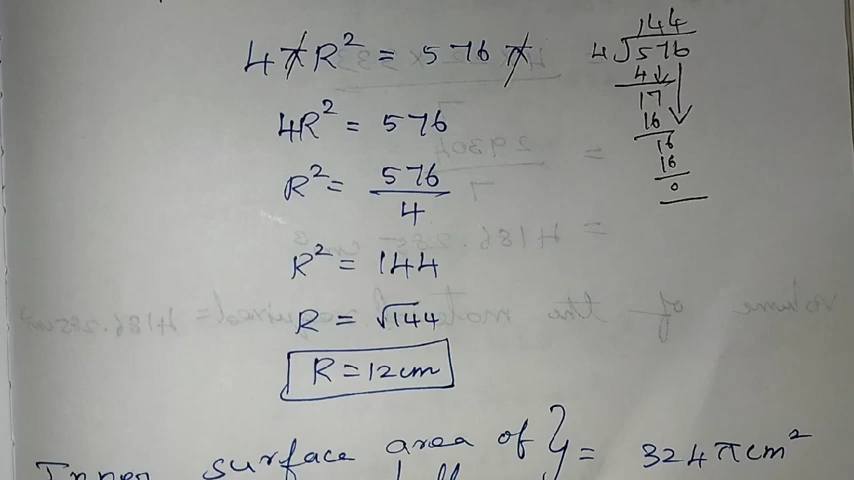 4πR² = 576π
4R² = 576
R² = 576/4
R² = 144
R = √144
R = 12cm
144
4√576
4↓
17
16
16
16
0
Inner surface area of } = 324πcm²